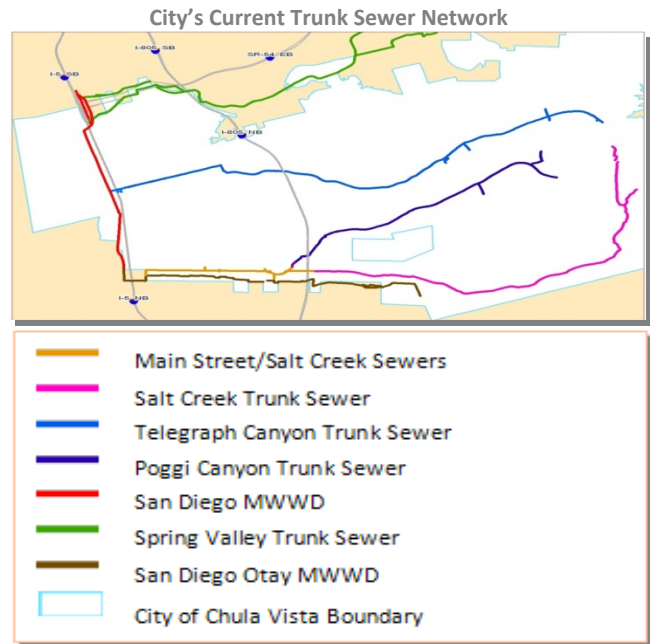 City's Current Trunk Sewer Network
I-805 SB
SR-54/EB
I-5 SB
I-805/NB
I-5 NB
Main Street/Salt Creek Sewers
Salt Creek Trunk Sewer
Telegraph Canyon Trunk Sewer
Poggi Canyon Trunk Sewer
San Diego MWWD
Spring Valley Trunk Sewer
San Diego Otay MWWD
City of Chula Vista Boundary